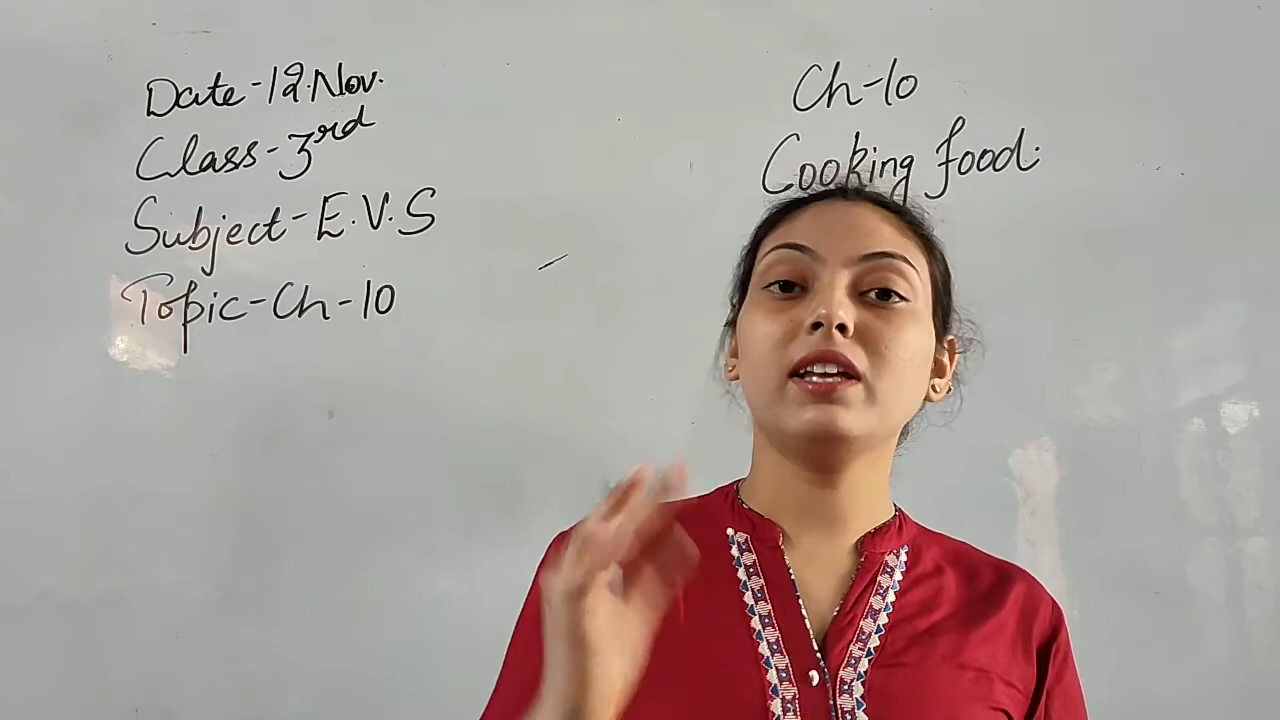 Date-12.Nov.
Class-3rd
Subject-E.V.S
Topic-Ch-10
Ch-10
Cooking food.